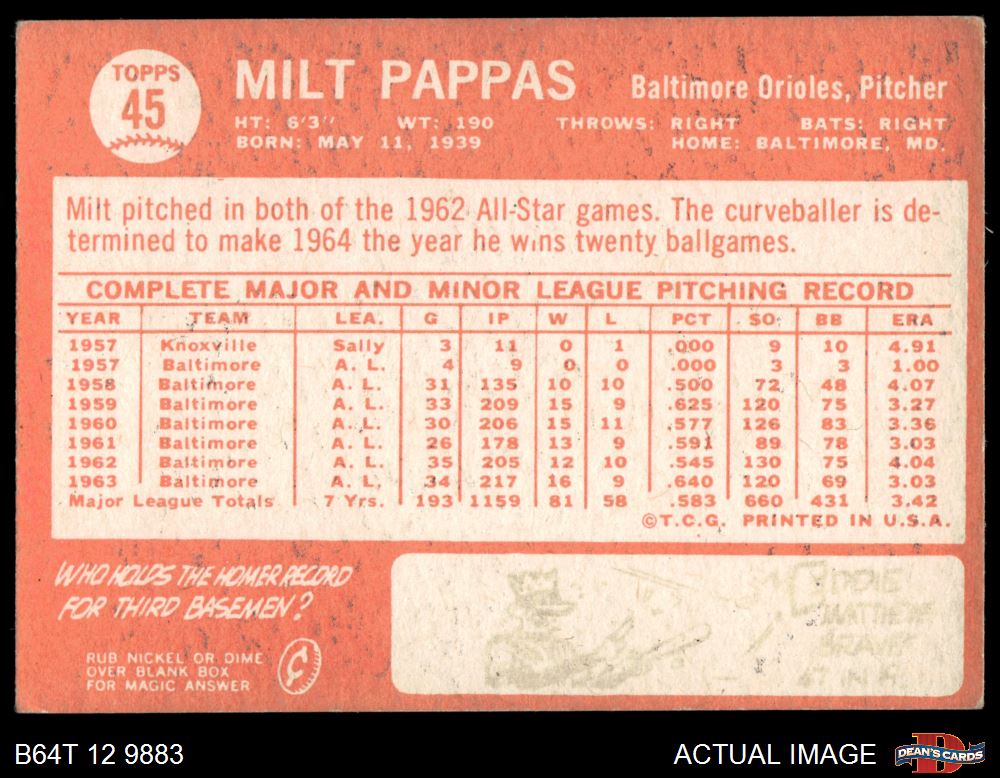 TOPPS
45
MILT PAPPAS
Baltimore Orioles, Pitcher
HT: 6'3" WT: 190 THROWS: RIGHT BATS: RIGHT
BORN: MAY 11, 1939 HOME: BALTIMORE, MD.
Milt pitched in both of the 1962 All-Star games. The curveballer is de-
termined to make 1964 the year he wins twenty ballgames.
COMPLETE MAJOR AND MINOR LEAGUE PITCHING RECORD
YEAR TEAM LEA. G IP W L PCT SO BB ERA
1957 Knoxville Sally 3 11 0 1 .000 9 10 4.91
1957 Baltimore A. L. 4 9 0 0 .000 3 3 1.00
1958 Baltimore A. L. 31 135 10 10 .500 72 48 4.07
1959 Baltimore A. L. 33 209 15 9 .625 120 75 3.27
1960 Baltimore A. L. 30 206 15 11 .577 126 83 3.36
1961 Baltimore A. L. 26 178 13 9 .591 89 78 3.03
1962 Baltimore A. L. 35 205 12 10 .545 130 75 4.04
1963 Baltimore A. L. 34 217 16 9 .640 120 69 3.03
Major League Totals 7 Yrs. 193 1159 81 58 .583 660 431 3.42
©T.C.G. PRINTED IN U.S.A.
WHO HOLDS THE HOMER RECORD
FOR THIRD BASEMEN?
RUB NICKEL OR DIME
OVER BLANK BOX
FOR MAGIC ANSWER
EDDIE
47 IN
B64T 12 9883
ACTUAL IMAGE
DEAN'S CARDS